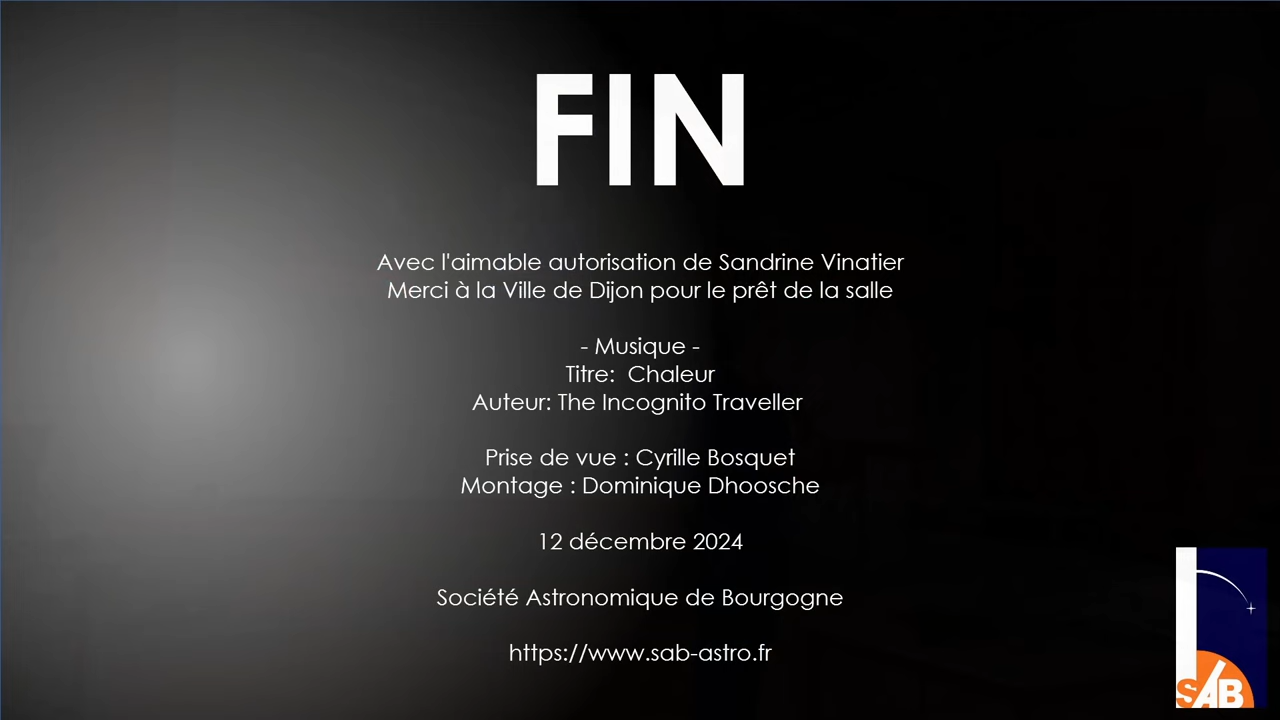 FIN
Avec l'aimable autorisation de Sandrine Vinatier
Merci à la Ville de Dijon pour le prêt de la salle
- Musique -
Titre:  Chaleur
Auteur: The Incognito Traveller
Prise de vue : Cyrille Bosquet
Montage : Dominique Dhoosche
12 décembre 2024
Société Astronomique de Bourgogne
https://www.sab-astro.fr
SAB